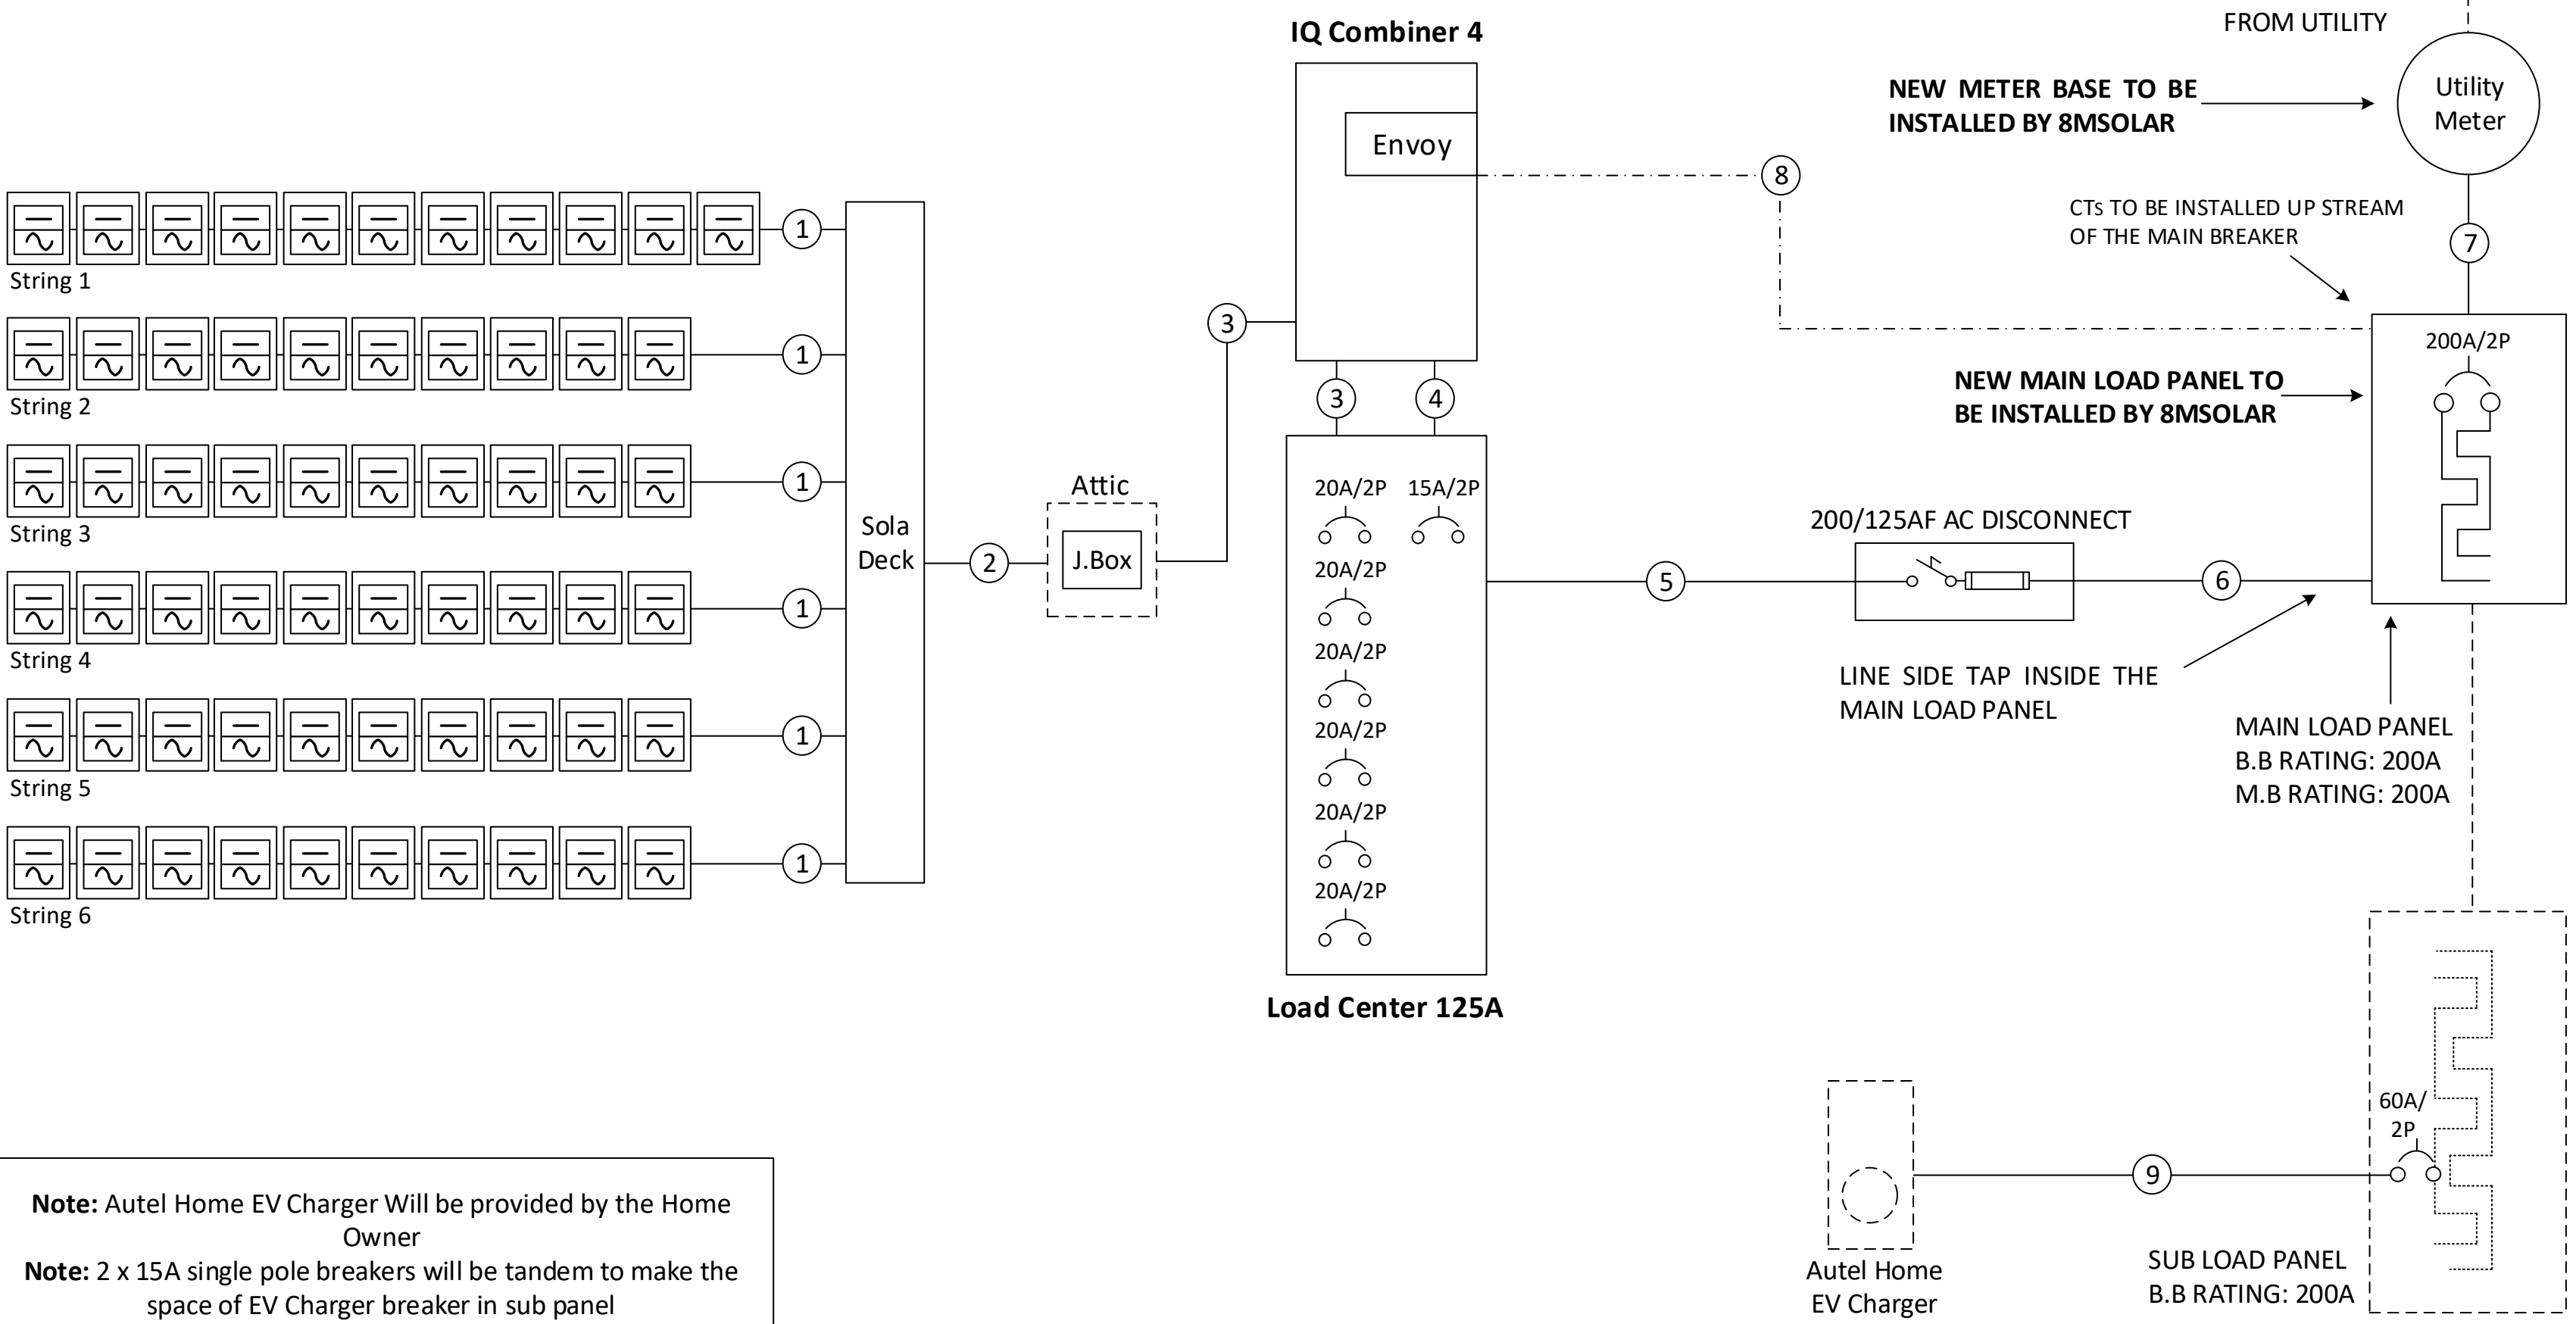 IQ Combiner 4
Envoy
FROM UTILITY
NEW METER BASE TO BE
INSTALLED BY 8MSOLAR
Utility
Meter
8
CTs TO BE INSTALLED UP STREAM
OF THE MAIN BREAKER
7
1
String 1
1
String 2
1
String 3
1
String 4
1
String 5
1
String 6
Sola
Deck
2
Attic
J.Box
3
3
4
20A/2P
15A/2P
20A/2P
20A/2P
20A/2P
20A/2P
20A/2P
Load Center 125A
5
200/125AF AC DISCONNECT
6
NEW MAIN LOAD PANEL TO
BE INSTALLED BY 8MSOLAR
200A/2P
LINE SIDE TAP INSIDE THE
MAIN LOAD PANEL
MAIN LOAD PANEL
B.B RATING: 200A
M.B RATING: 200A
60A/
2P
9
Autel Home
EV Charger
SUB LOAD PANEL
B.B RATING: 200A
Note: Autel Home EV Charger Will be provided by the Home
Owner
Note: 2 x 15A single pole breakers will be tandem to make the
space of EV Charger breaker in sub panel